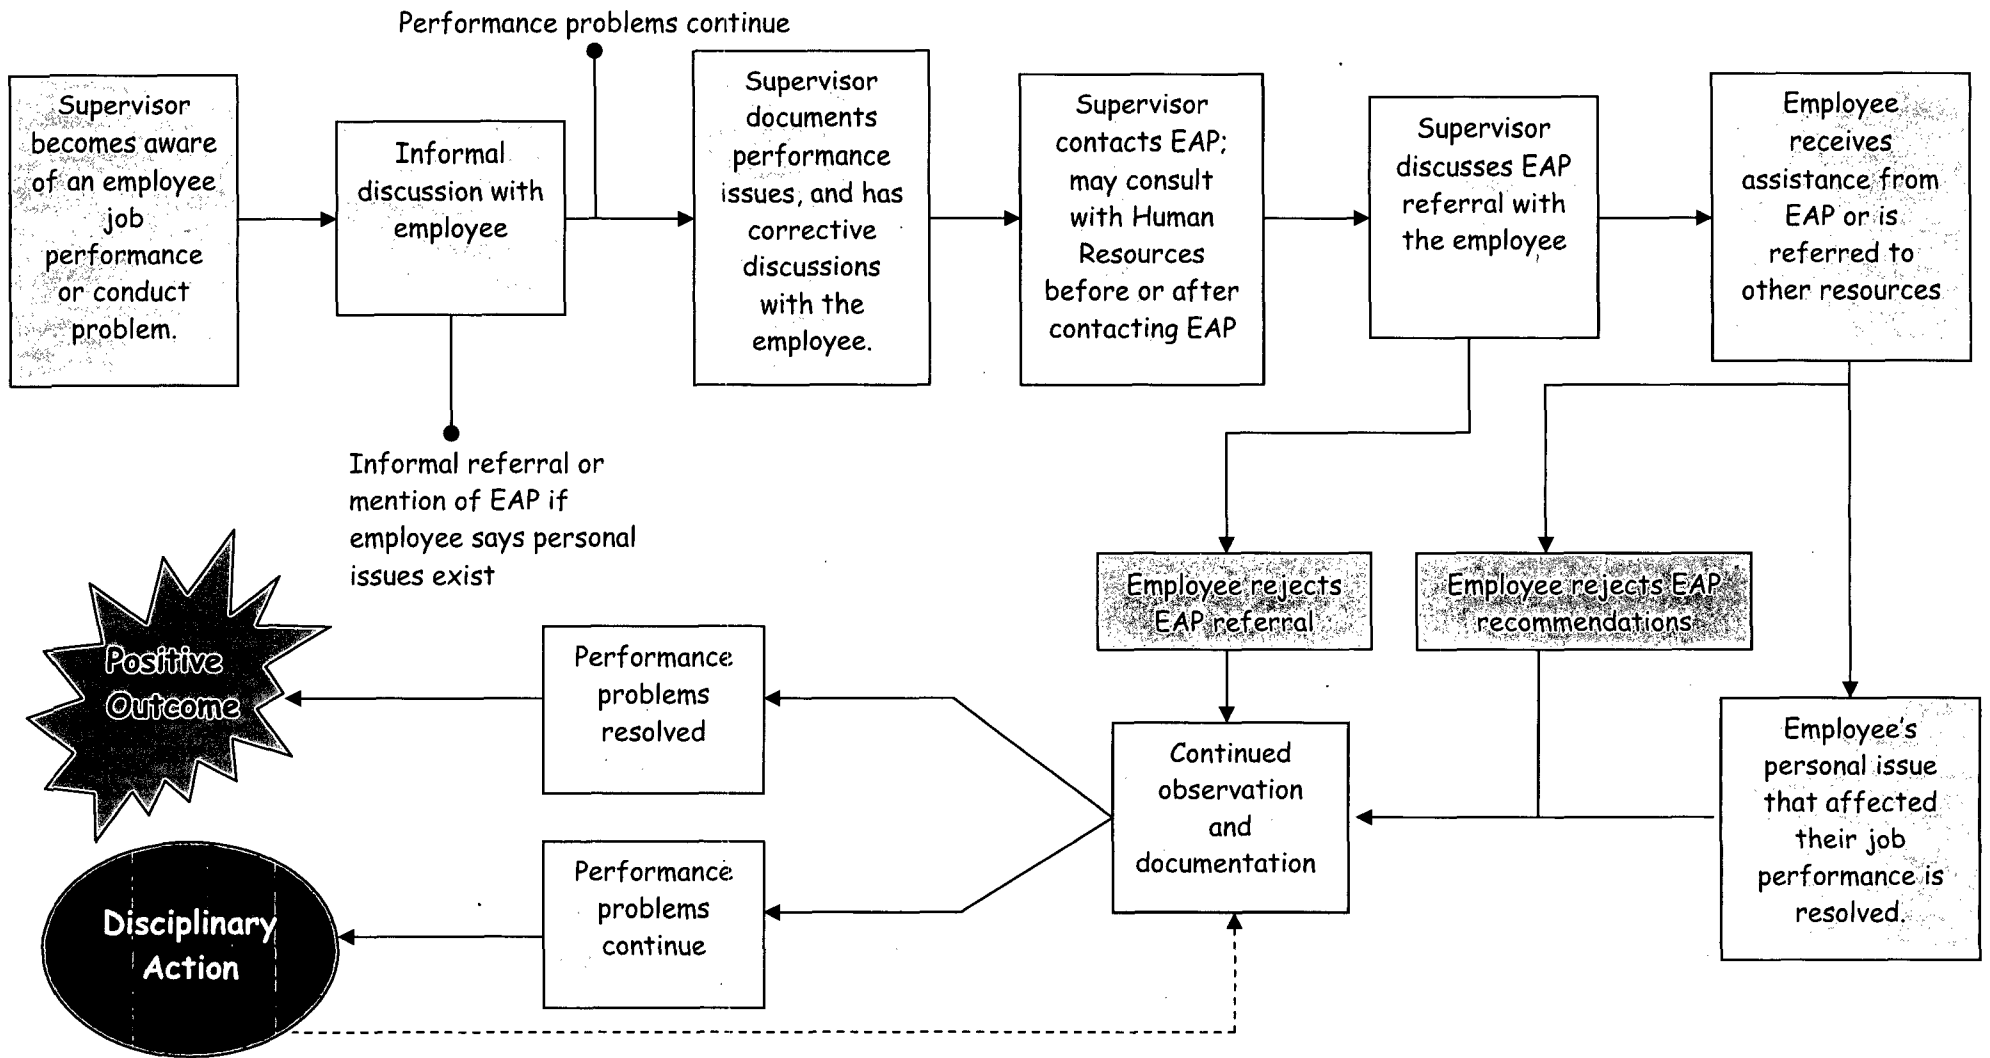 Performance problems continue
Supervisor
becomes aware
of an employee
job
performance
or conduct
problem.
Informal
discussion with
employee
Supervisor
documents
performance
issues, and has
corrective
discussions
with the
employee.
Supervisor
contacts EAP;
may consult
with Human
Resources
before or after
contacting EAP
Supervisor
discusses EAP
referral with
the employee
Employee
receives
assistance from
EAP or is
referred to
other resources
Informal referral or
mention of EAP if
employee says personal
issues exist
Employee rejects
EAP referral
Employee rejects EAP
recommendations
Positive
Outcome
Performance
problems
resolved
Continued
observation
and
documentation
Employee's
personal issue
that affected
their job
performance is
resolved.
Disciplinary
Action
Performance
problems
continue